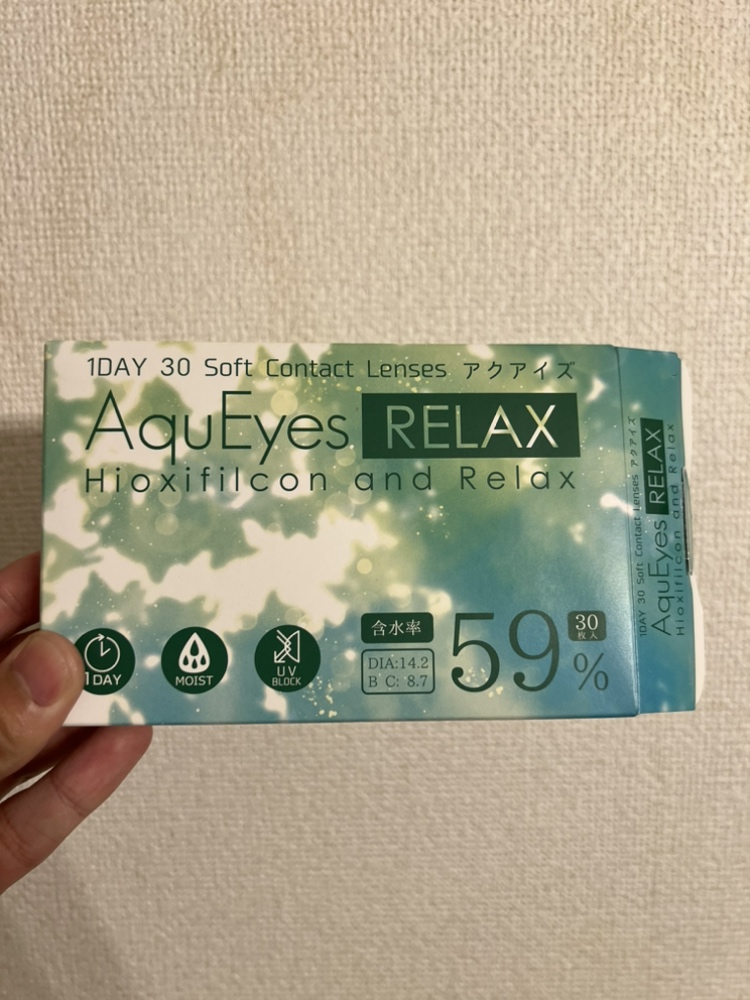 1DAY 30 Soft Contact Lenses アクアイズ
AquEyes RELAX
Hioxifilcon and Relax
1DAY
MOIST
UV
BLOCK
含水率
DIA:14.2
B C: 8.7
59%
30
枚入
1DAY 30 Soft Contact Lenses アクアイズ
AquEyes RELAX
Hioxifilcon and Relax